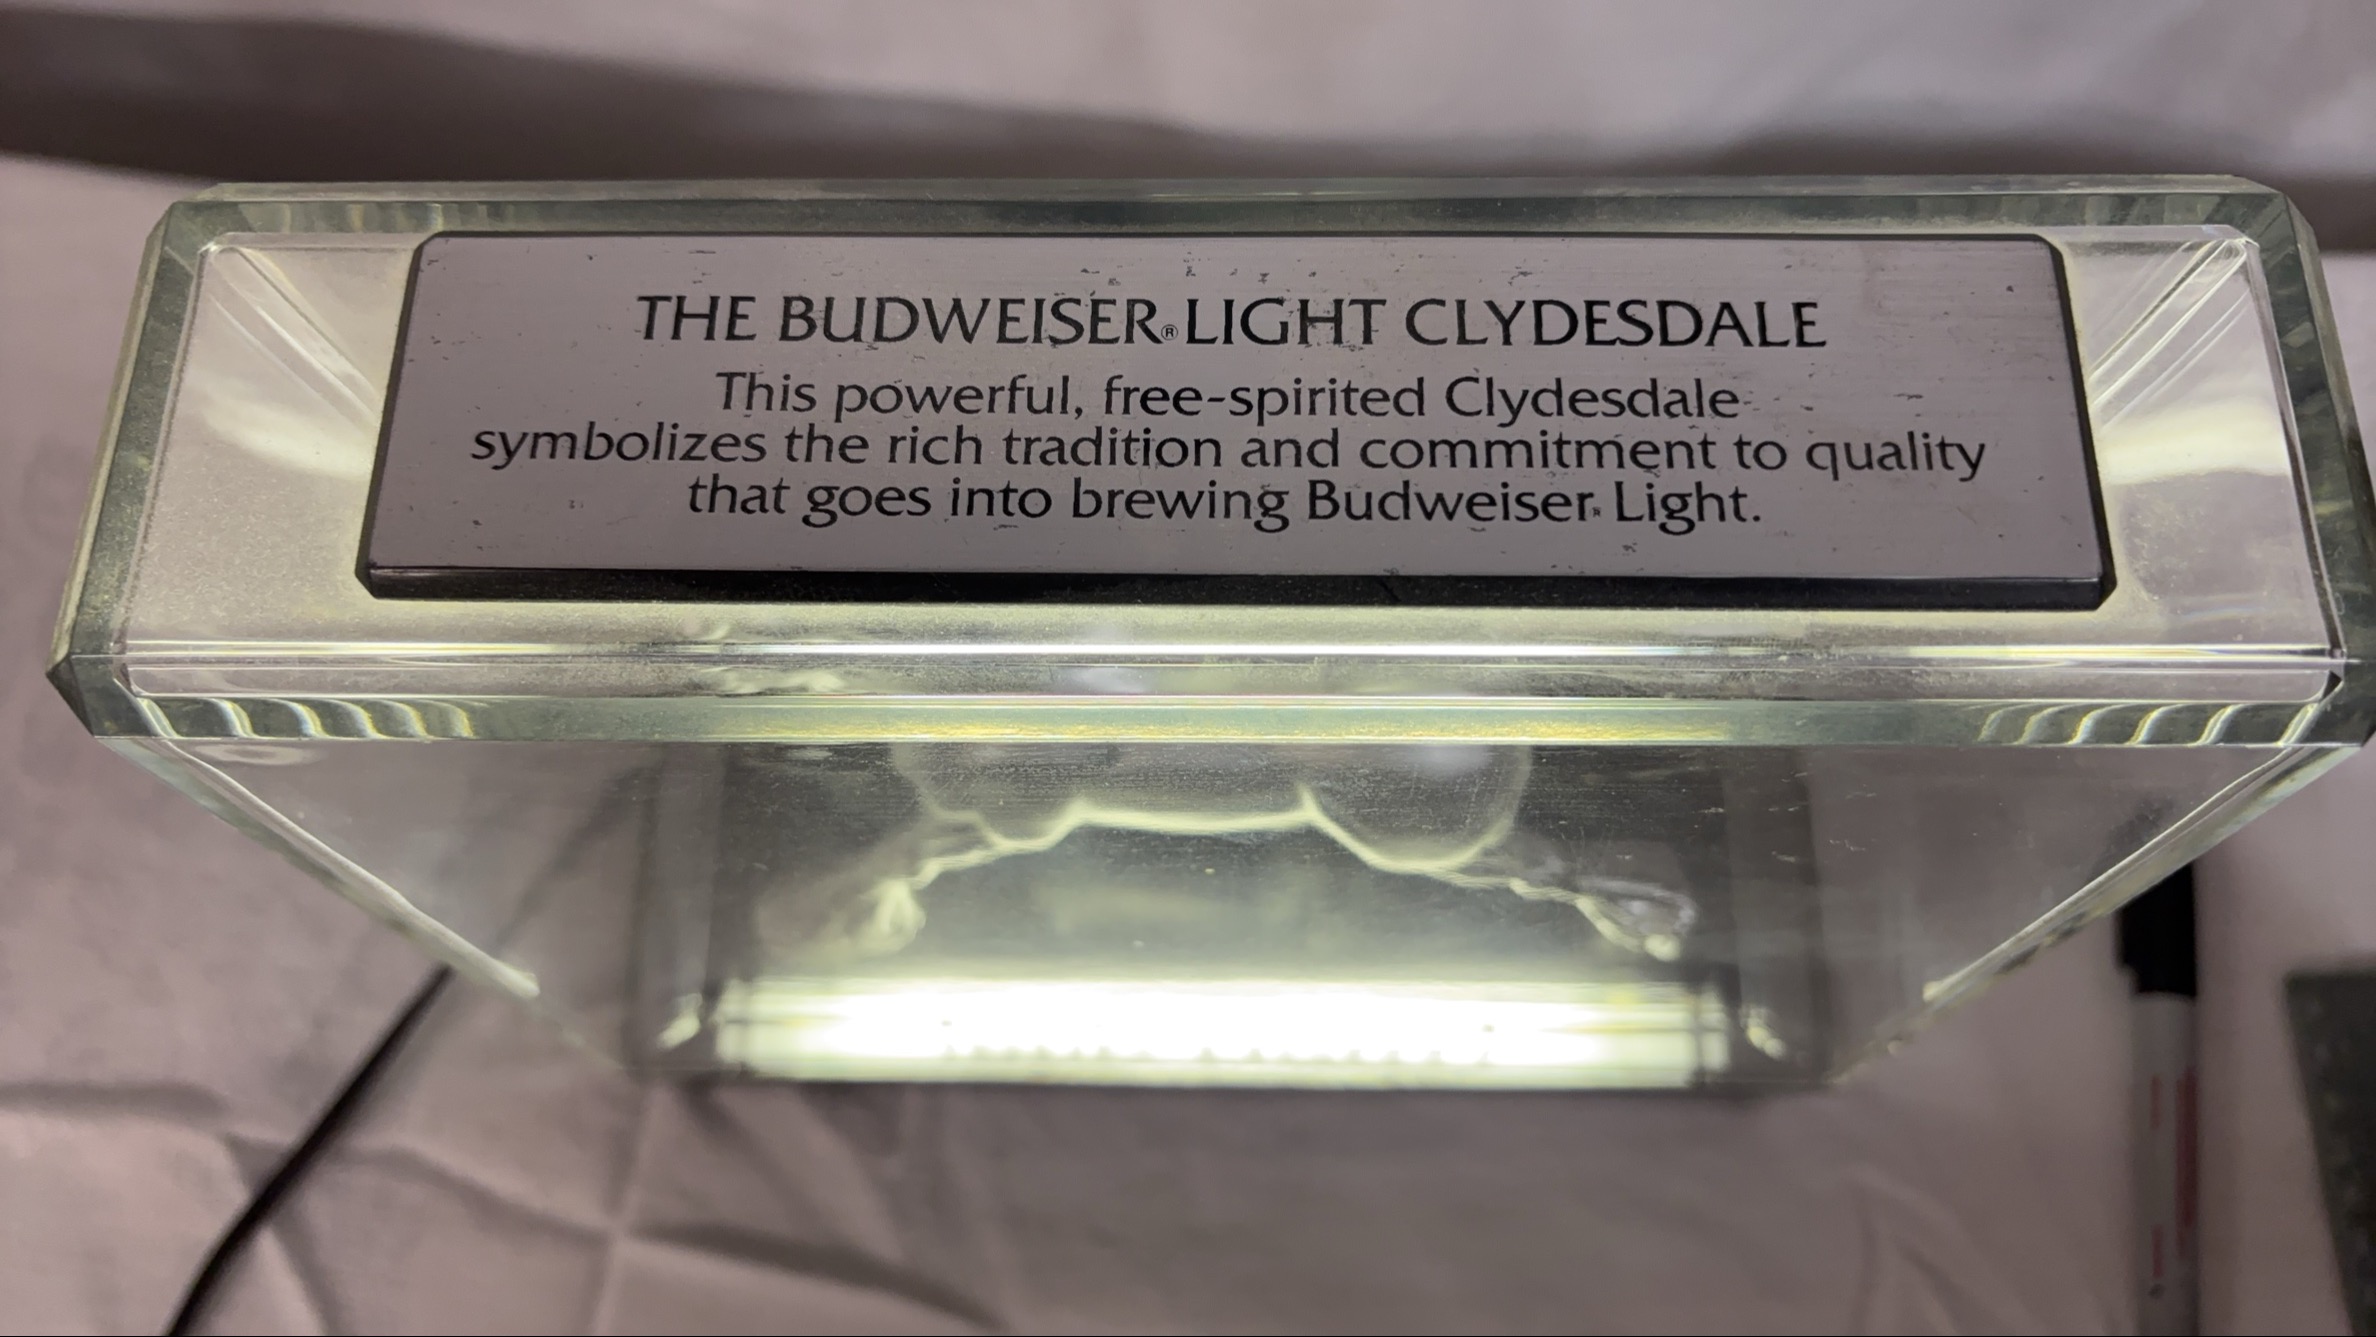 THE BUDWEISER® LIGHT CLYDESDALE
This powerful, free-spirited Clydesdale
symbolizes the rich tradition and commitment to quality
that goes into brewing Budweiser® Light.